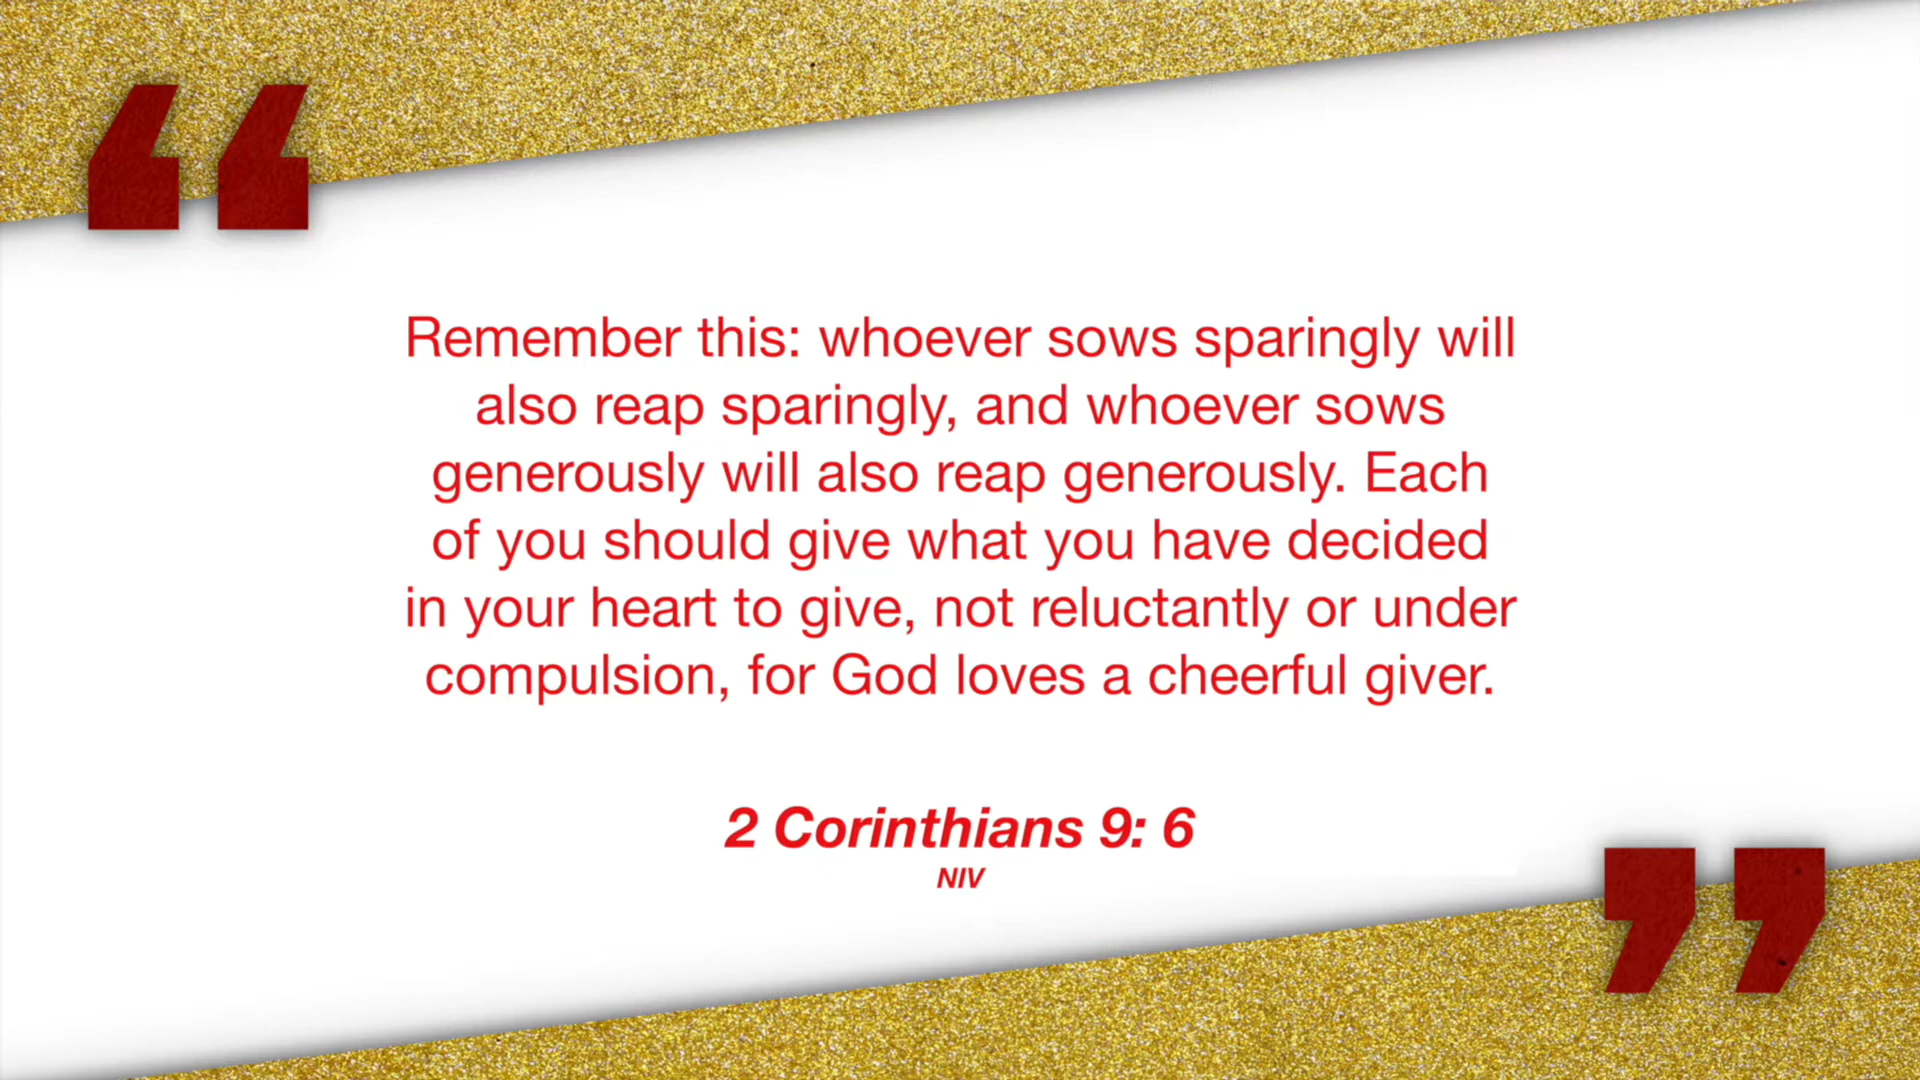 “
Remember this: whoever sows sparingly will
also reap sparingly, and whoever sows
generously will also reap generously. Each
of you should give what you have decided
in your heart to give, not reluctantly or under
compulsion, for God loves a cheerful giver.
2 Corinthians 9: 6
NIV
”